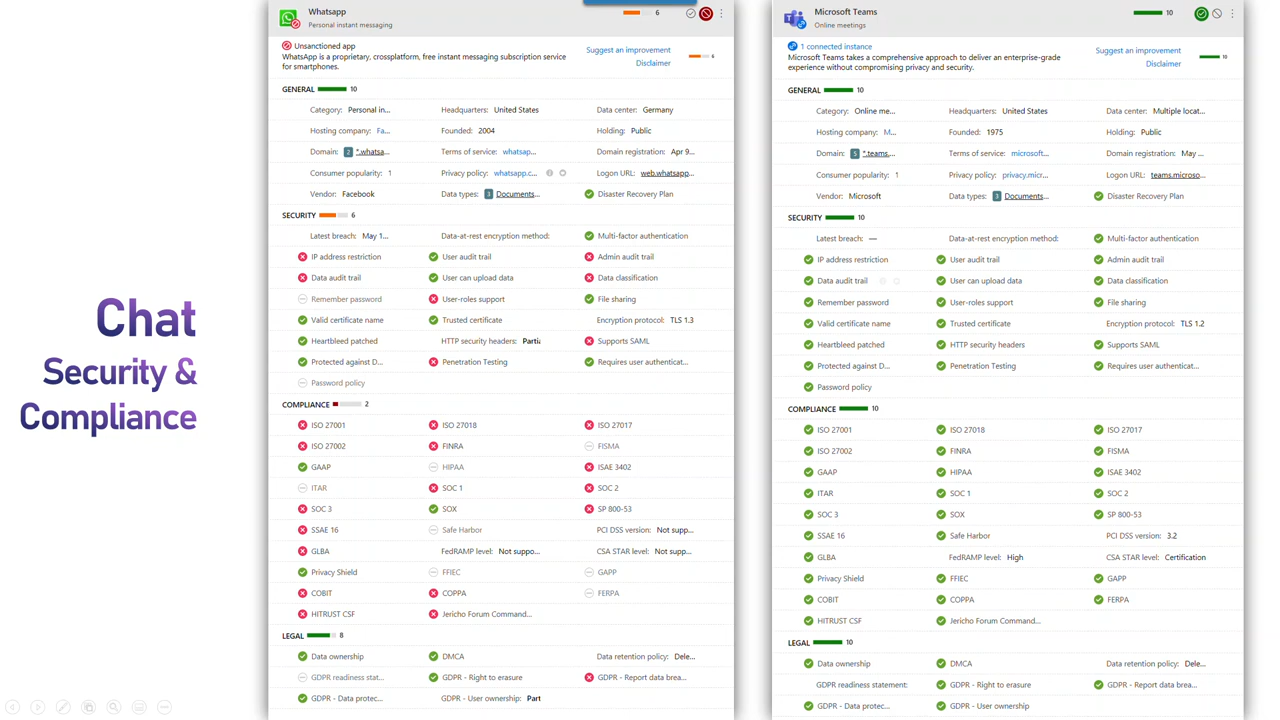 Chat
Security &
Compliance
Whatsapp
Personal instant messaging
6
Unsanctioned app
WhatsApp is a proprietary, crossplatform, free instant messaging subscription service
for smartphones.
Suggest an improvement
Disclaimer
6
GENERAL 10
Category: Personal in... Headquarters: United States Data center: Germany
Hosting company: Fa... Founded: 2004 Holding: Public
Domain: 2 *.whatsa... Terms of service: whatsap... Domain registration: Apr 9...
Consumer popularity: 1 Privacy policy: whatsapp.c... Logon URL: web.whatsapp...
Vendor: Facebook Data types: 3 Documents... Disaster Recovery Plan
SECURITY 6
Latest breach: May 1... Data-at-rest encryption method: Multi-factor authentication
IP address restriction User audit trail Admin audit trail
Data audit trail User can upload data Data classification
Remember password User-roles support File sharing
Valid certificate name Trusted certificate Encryption protocol: TLS 1.3
Heartbleed patched HTTP security headers: Parti Supports SAML
Protected against D... Penetration Testing Requires user authenticat...
Password policy
COMPLIANCE 2
ISO 27001 ISO 27018 ISO 27017
ISO 27002 FINRA FISMA
GAAP HIPAA ISAE 3402
ITAR SOC 1 SOC 2
SOC 3 SOX SP 800-53
SSAE 16 Safe Harbor PCI DSS version: Not supp...
GLBA FedRAMP level: Not suppo... CSA STAR level: Not supp...
Privacy Shield FFIEC GAPP
COBIT COPPA FERPA
HITRUST CSF Jericho Forum Command...
LEGAL 8
Data ownership DMCA Data retention policy: Dele...
GDPR readiness stat... GDPR - Right to erasure GDPR - Report data brea...
GDPR - Data protec... GDPR - User ownership: Part
Microsoft Teams
Online meetings
10
1 connected instance
Microsoft Teams takes a comprehensive approach to deliver an enterprise-grade
experience without compromising privacy and security.
Suggest an improvement
Disclaimer
10
GENERAL 10
Category: Online me... Headquarters: United States Data center: Multiple locat...
Hosting company: M... Founded: 1975 Holding: Public
Domain: 5 *.teams,... Terms of service: microsoft... Domain registration: May ...
Consumer popularity: 1 Privacy policy: privacy.micr... Logon URL: teams.microso...
Vendor: Microsoft Data types: 3 Documents... Disaster Recovery Plan
SECURITY 10
Latest breach: — Data-at-rest encryption method: Multi-factor authentication
IP address restriction User audit trail Admin audit trail
Data audit trail User can upload data Data classification
Remember password User-roles support File sharing
Valid certificate name Trusted certificate Encryption protocol: TLS 1.2
Heartbleed patched HTTP security headers Supports SAML
Protected against D... Penetration Testing Requires user authenticat...
Password policy
COMPLIANCE 10
ISO 27001 ISO 27018 ISO 27017
ISO 27002 FINRA FISMA
GAAP HIPAA ISAE 3402
ITAR SOC 1 SOC 2
SOC 3 SOX SP 800-53
SSAE 16 Safe Harbor PCI DSS version: 3.2
GLBA FedRAMP level: High CSA STAR level: Certification
Privacy Shield FFIEC GAPP
COBIT COPPA FERPA
HITRUST CSF Jericho Forum Command...
LEGAL 10
Data ownership DMCA Data retention policy: Dele...
GDPR readiness statement: GDPR - Right to erasure GDPR - Report data brea...
GDPR - Data protec... GDPR - User ownership